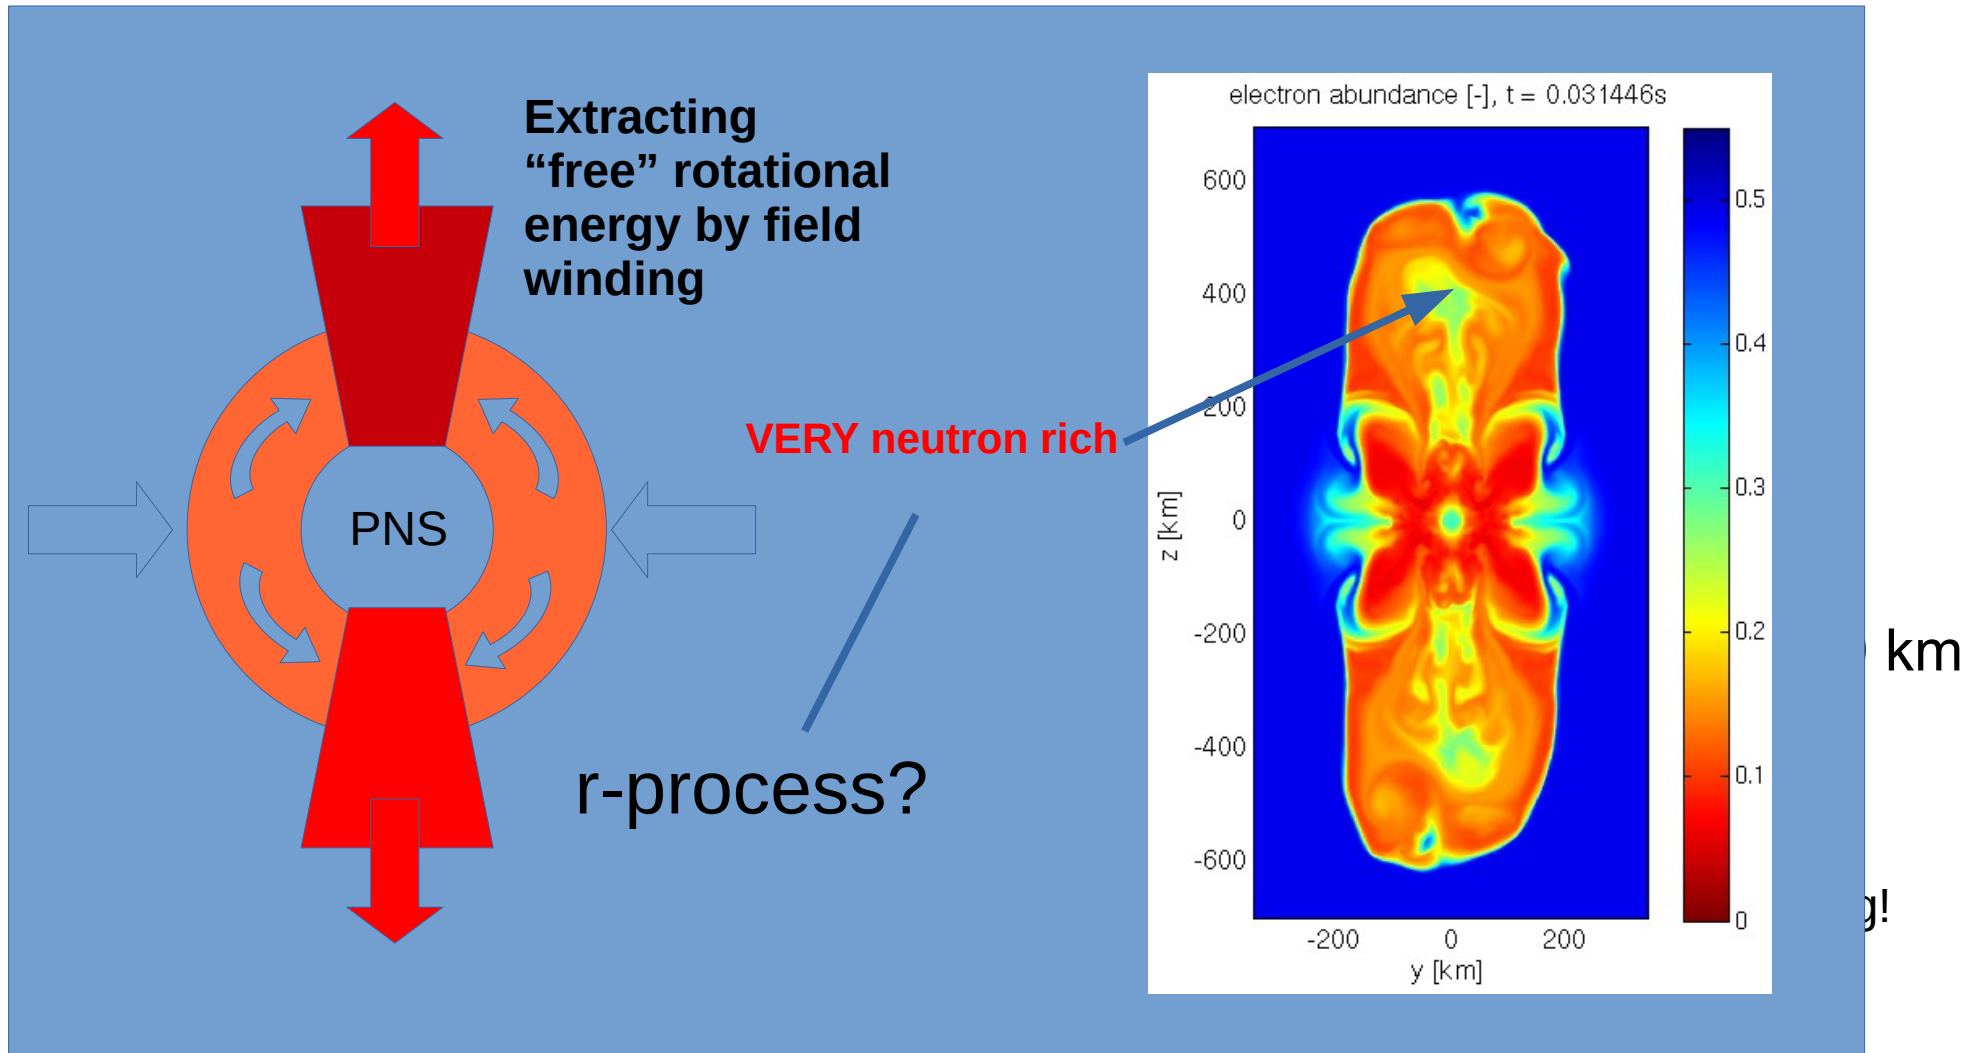 Extracting
“free” rotational
energy by field
winding
PNS
VERY neutron rich
r-process?
electron abundance [-], t = 0.031446s
600
400
200
0
-200
-400
-600
z [km]
-200 0 200
y [km]
0.5
0.4
0.3
0.2
0.1
0
km
g!